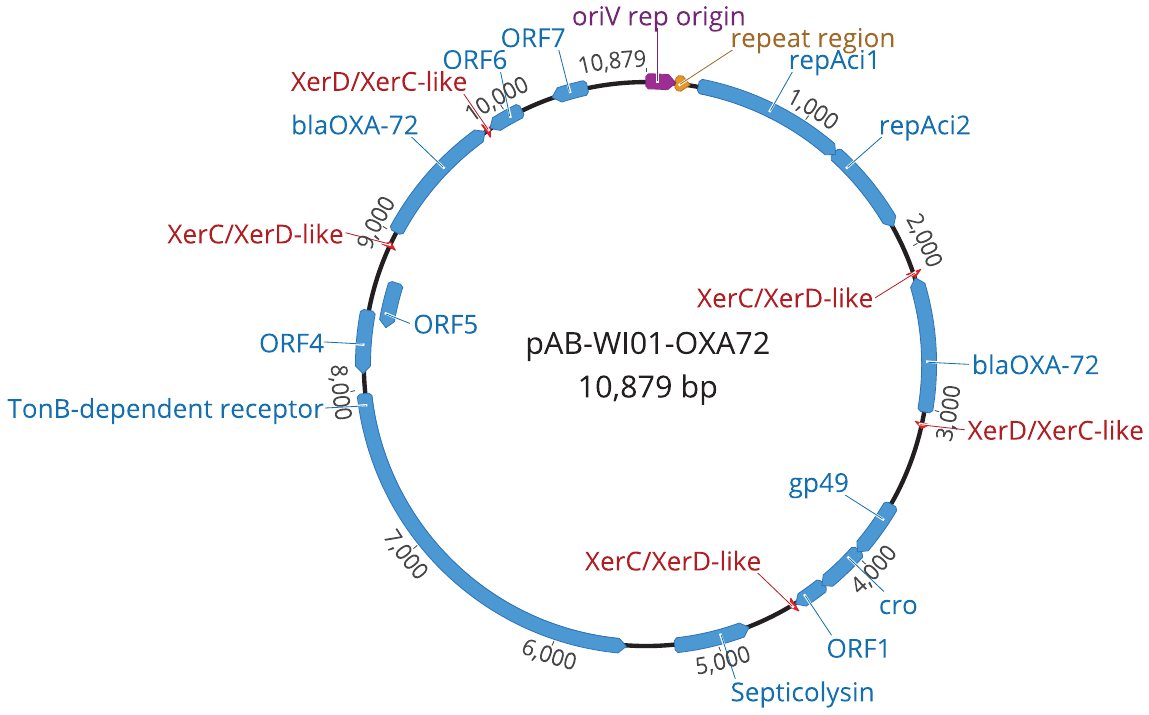 oriV rep origin
ORF7
repeat region
10,879
ORF6
repAci1
XerD/XerC-like
10,000
1,000
blaOXA-72
repAci2
9,000
XerC/XerD-like
2,000
XerC/XerD-like
ORF5
ORF4
pAB-WI01-OXA72
10,879 bp
blaOXA-72
8,000
TonB-dependent receptor
3,000
XerD/XerC-like
gp49
7,000
XerC/XerD-like
4,000
cro
ORF1
6,000
5,000
Septicolysin